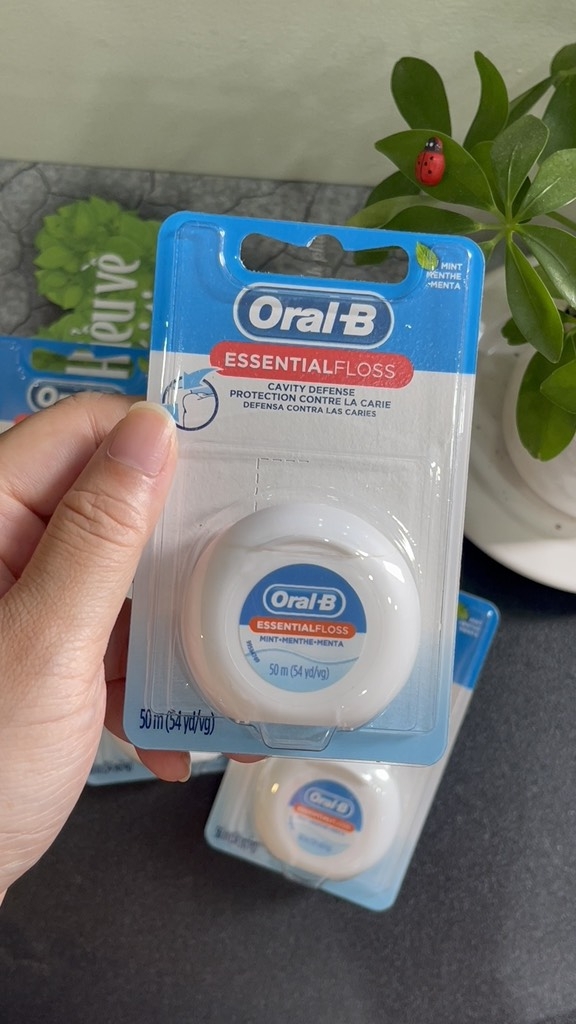 MINT
MENTHE
-MENTA
Oral-B
ESSENTIALFLOSS
CAVITY DEFENSE
PROTECTION CONTRE LA CARIE
DEFENSA CONTRA LAS CARIES
Oral-B
ESSENTIALFLOSS
MINT•MENTHE•MENTA
50 m (54 yd/vg)
50 m (54 yd/vg)
Oral-B